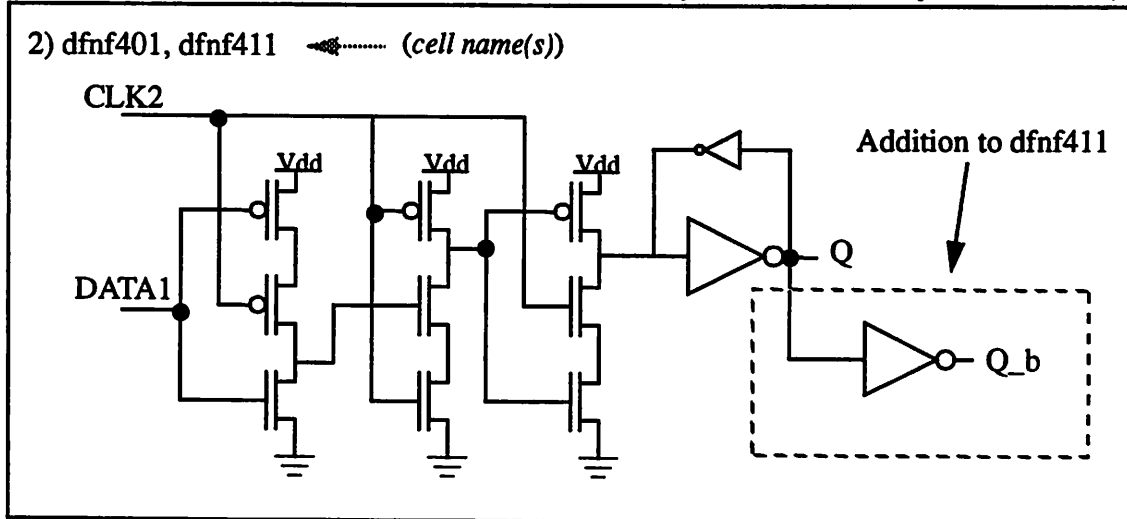 2) dfnf401, dfnf411 (cell name(s))
CLK2
Vdd Vdd Vdd
Addition to dfnf411
Q
DATA1
Q_b